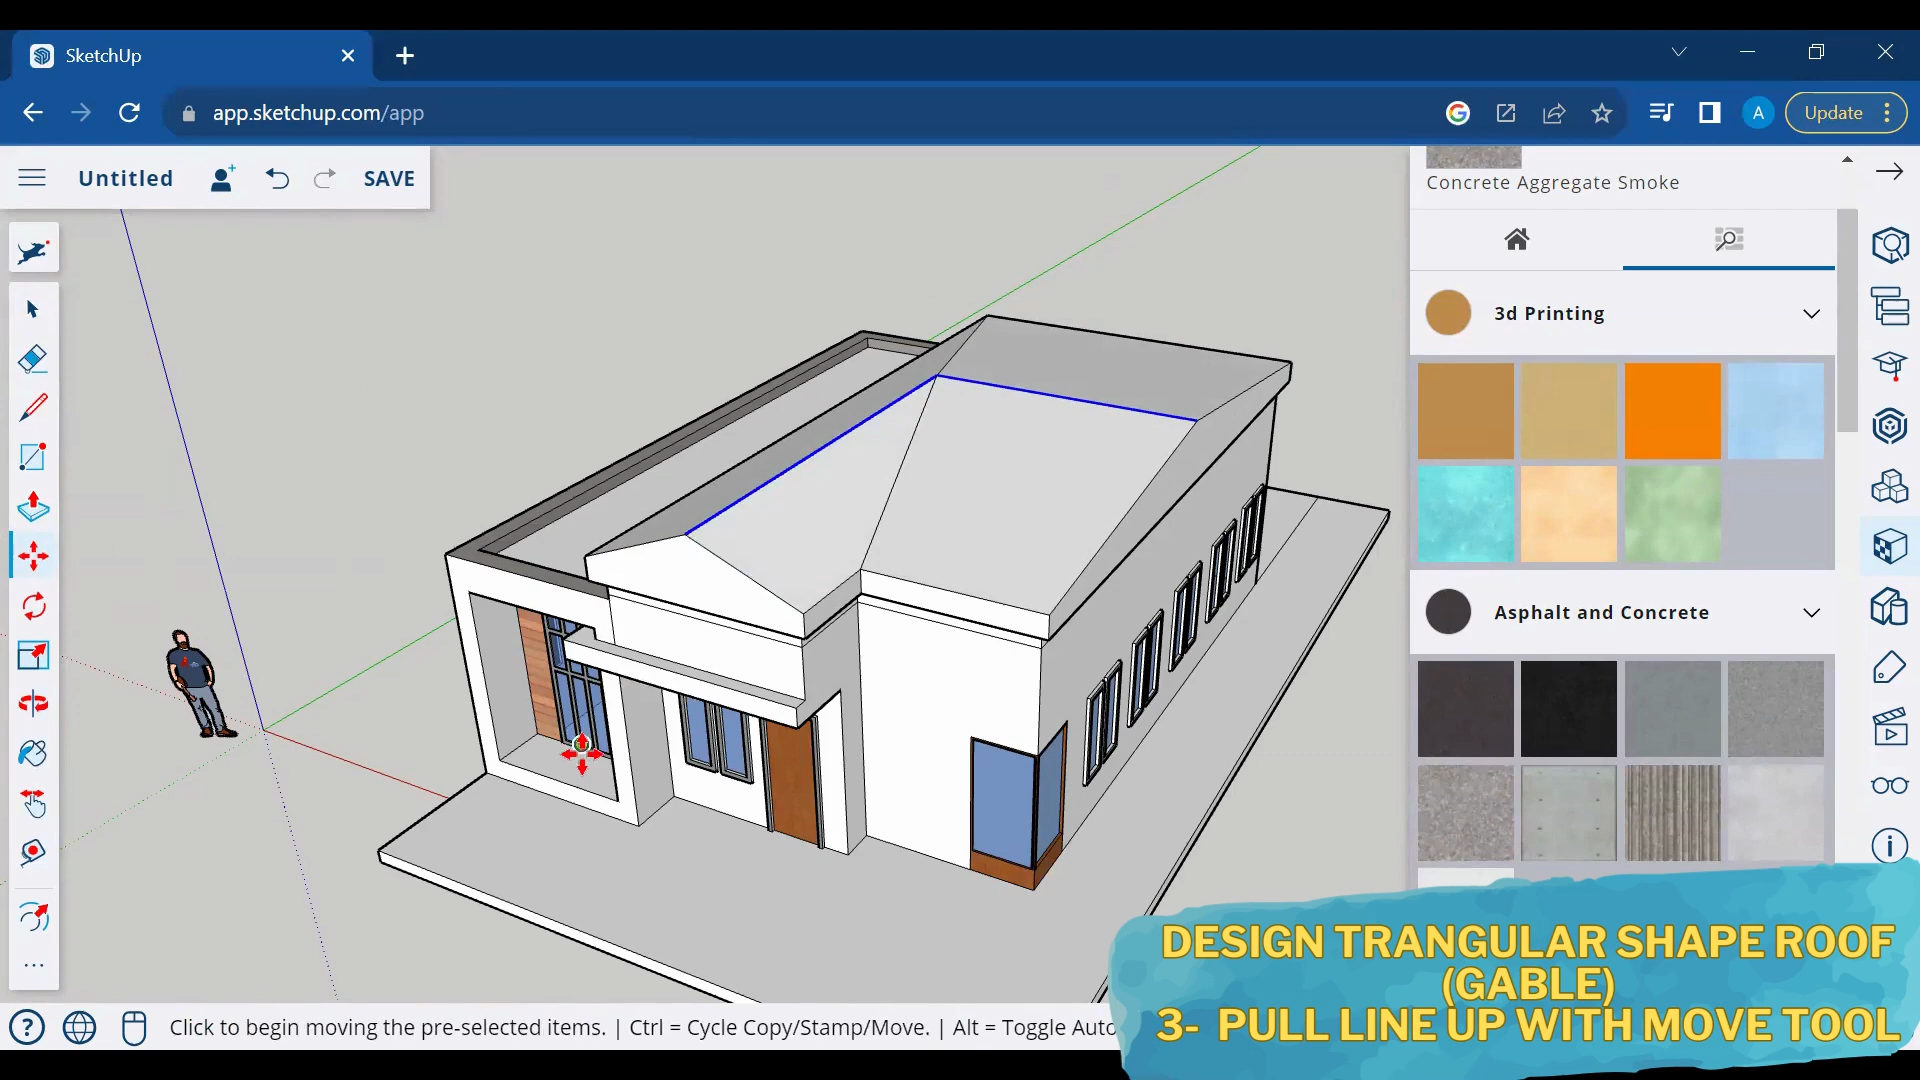 SketchUp
app.sketchup.com/app
A
Update
Untitled
SAVE
Concrete Aggregate Smoke
3d Printing
Asphalt and Concrete
DESIGN TRANGULAR SHAPE ROOF
(GABLE)
3- PULL LINE UP WITH MOVE TOOL
Click to begin moving the pre-selected items. | Ctrl = Cycle Copy/Stamp/Move. | Alt = Toggle Auto